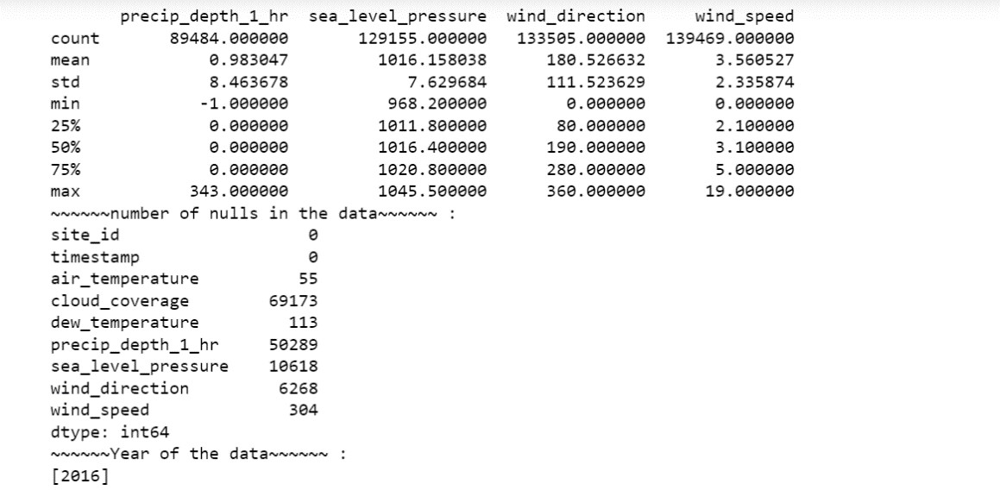 precip_depth_1_hr sea_level_pressure wind_direction wind_speed
count 89484.000000 129155.000000 133505.000000 139469.000000
mean 0.983047 1016.158038 180.526632 3.560527
std 8.463678 7.629684 111.523629 2.335874
min -1.000000 968.200000 0.000000 0.000000
25% 0.000000 1011.800000 80.000000 2.100000
50% 0.000000 1016.400000 190.000000 3.100000
75% 0.000000 1020.800000 280.000000 5.000000
max 343.000000 1045.500000 360.000000 19.000000
~~~~~~number of nulls in the data~~~~~~ :
site_id 0
timestamp 0
air_temperature 55
cloud_coverage 69173
dew_temperature 113
precip_depth_1_hr 50289
sea_level_pressure 10618
wind_direction 6268
wind_speed 304
dtype: int64
~~~~~~Year of the data~~~~~~ :
[2016]